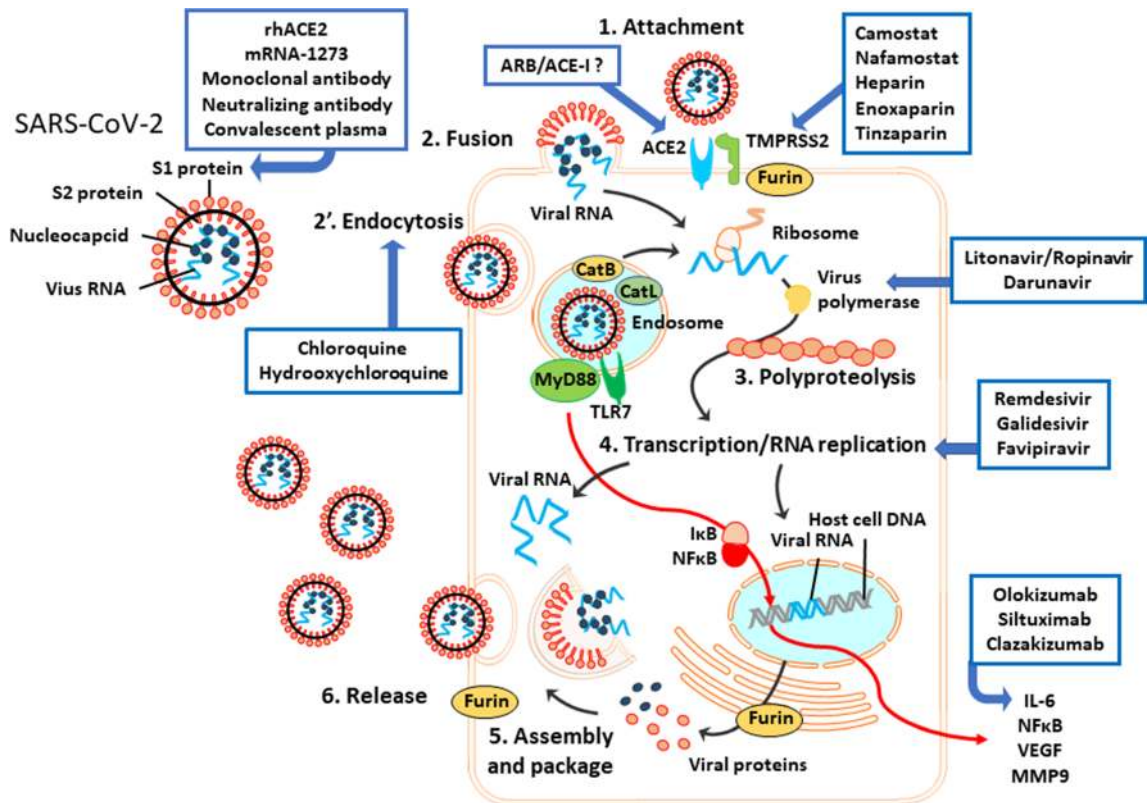 rhACE2
mRNA-1273
Monoclonal antibody
Neutralizing antibody
Convalescent plasma
SARS-CoV-2
S1 protein
S2 protein
Nucleocapcid
Vius RNA
1. Attachment
ARB/ACE-I ?
Camostat
Nafamostat
Heparin
Enoxaparin
Tinzaparin
2. Fusion
ACE2
TMPRSS2
Furin
Viral RNA
2'. Endocytosis
Ribosome
CatB
CatL
Endosome
Virus
polymerase
Litonavir/Ropinavir
Darunavir
Chloroquine
Hydrooxychloroquine
MyD88
TLR7
3. Polyproteolysis
Remdesivir
Galidesivir
Favipiravir
4. Transcription/RNA replication
Viral RNA
IκB
NFκB
Host cell DNA
Viral RNA
Olokizumab
Siltuximab
Clazakizumab
6. Release
Furin
Furin
5. Assembly
and package
Viral proteins
IL-6
NFκB
VEGF
MMP9